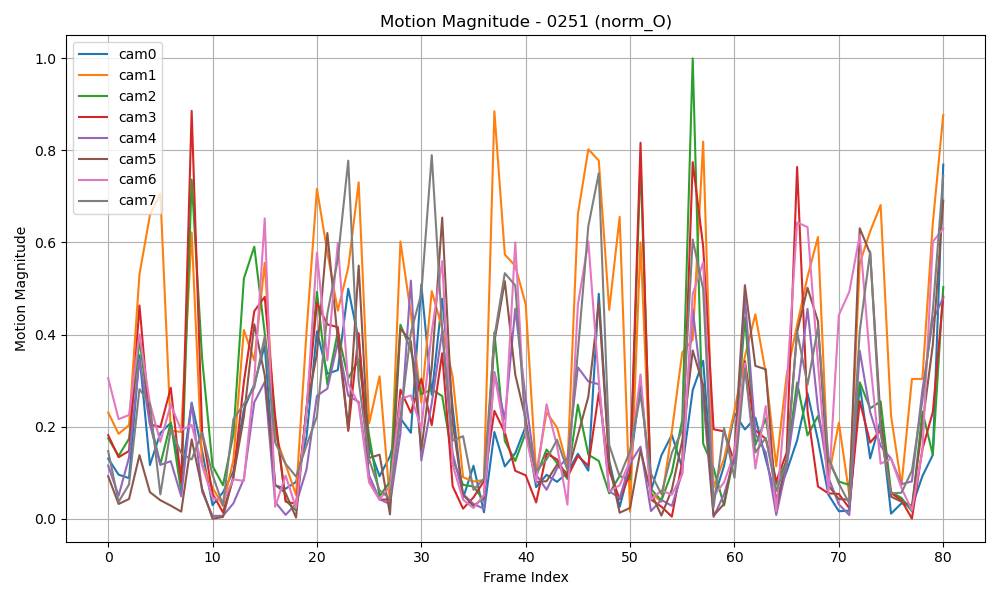 Motion Magnitude - 0251 (norm_O)
cam0
cam1
cam2
cam3
cam4
cam5
cam6
cam7
Motion Magnitude
1.0
0.8
0.6
0.4
0.2
0.0
0 10 20 30 40 50 60 70 80
Frame Index